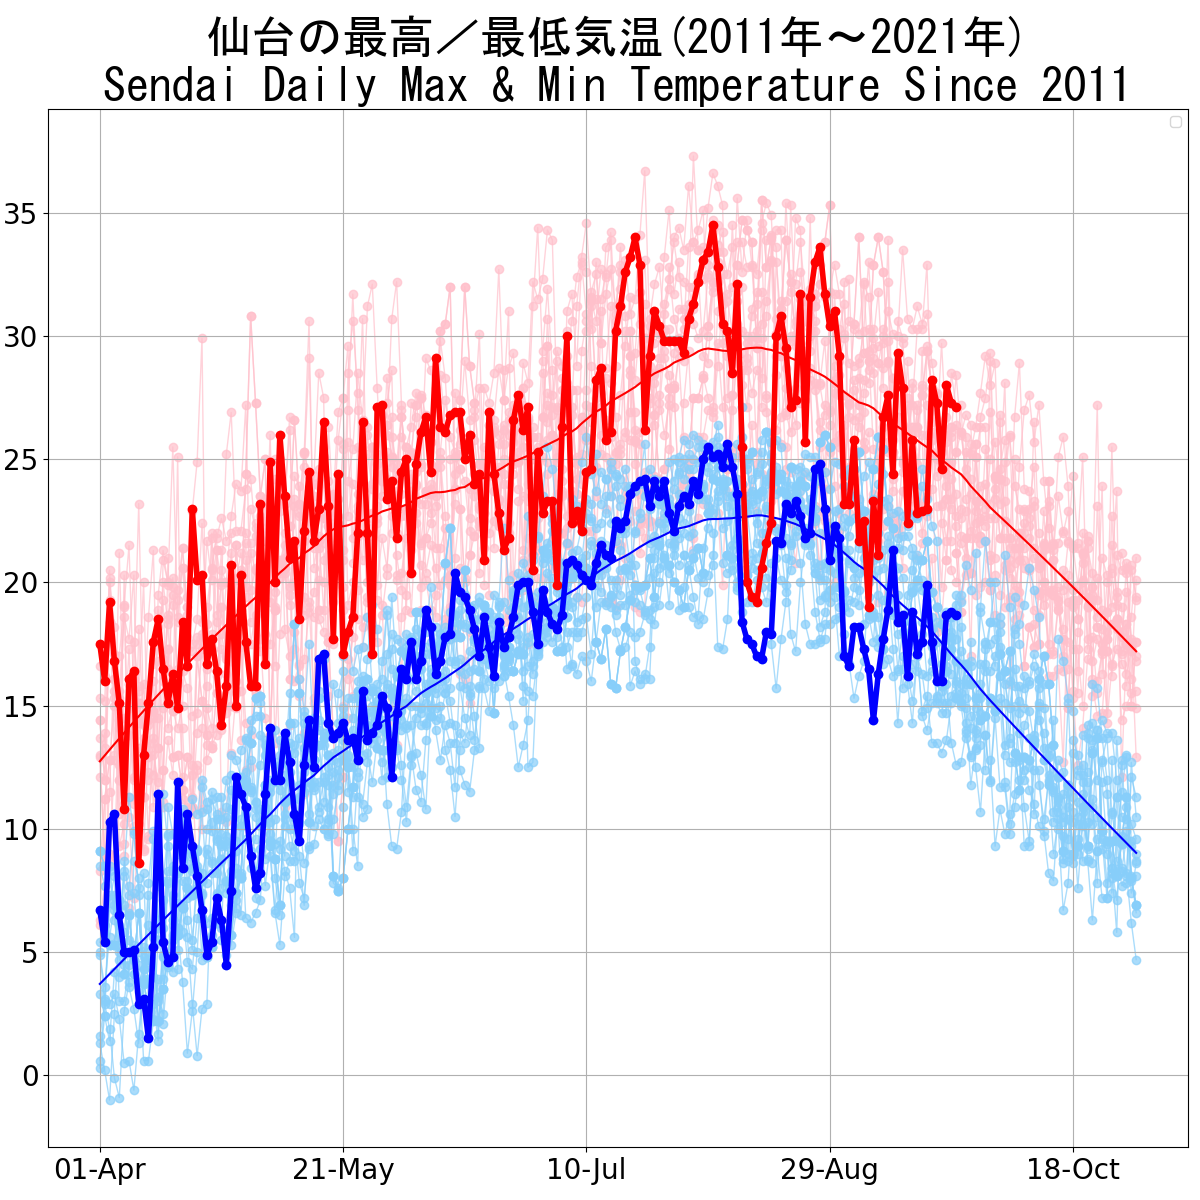 仙台の最高／最低気温(2011年～2021年)
Sendai Daily Max & Min Temperature Since 2011
35
30
25
20
15
10
5
0
01-Apr 21-May 10-Jul 29-Aug 18-Oct